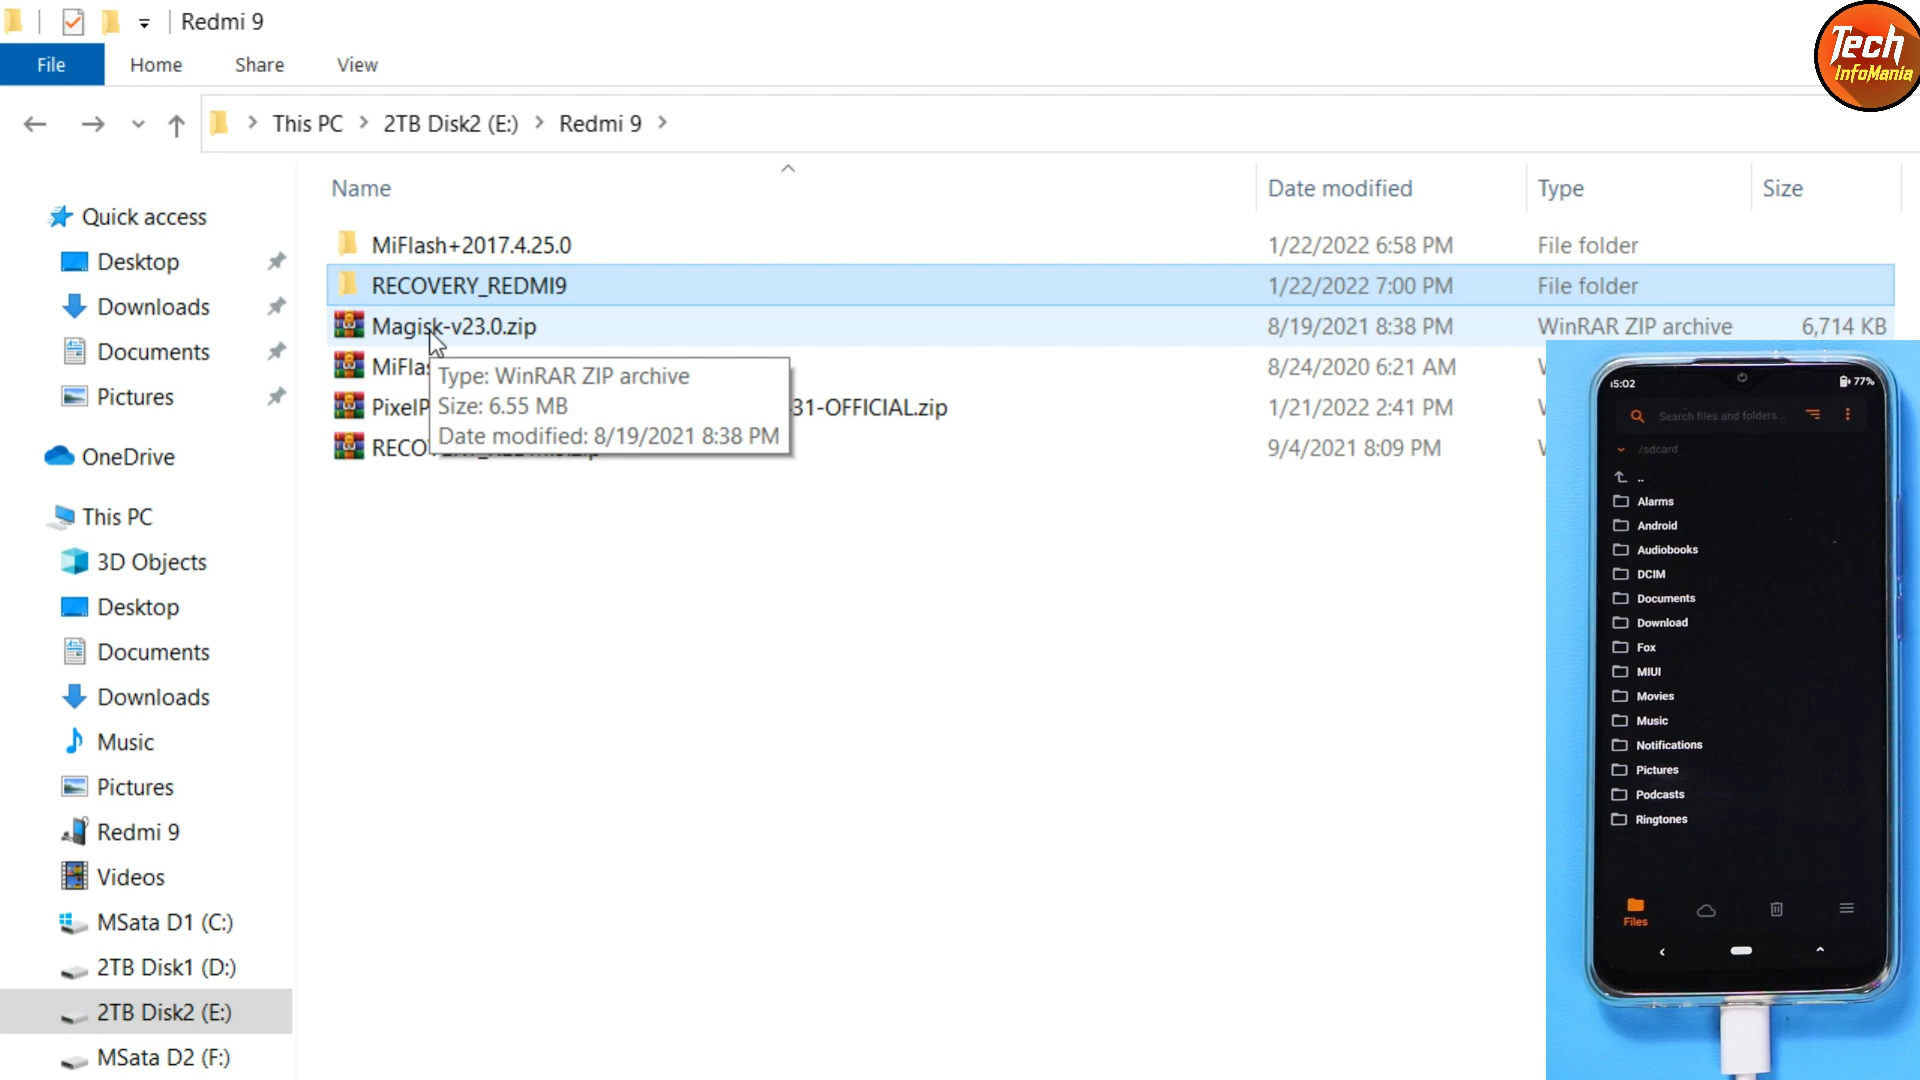 Redmi 9
File Home Share View
This PC 2TB Disk2 (E:) Redmi 9
Name Date modified Type Size
Quick access
Desktop
Downloads
Documents
Pictures
OneDrive
This PC
3D Objects
Desktop
Documents
Downloads
Music
Pictures
Redmi 9
Videos
MSata D1 (C:)
2TB Disk1 (D:)
2TB Disk2 (E:)
MSata D2 (F:)
MiFlash+2017.4.25.0 1/22/2022 6:58 PM File folder
RECOVERY_REDMI9 1/22/2022 7:00 PM File folder
Magisk-v23.0.zip 8/19/2021 8:38 PM WinRAR ZIP archive 6,714 KB
MiFlas 8/24/2020 6:21 AM
PixelP 31-OFFICIAL.zip 1/21/2022 2:41 PM
RECO 9/4/2021 8:09 PM
Type: WinRAR ZIP archive
Size: 6.55 MB
Date modified: 8/19/2021 8:38 PM
Tech
InfoMania
15:02 77%
Search files and folders...
/sdcard
..
Alarms
Android
Audiobooks
DCIM
Documents
Download
Fox
MIUI
Movies
Music
Notifications
Pictures
Podcasts
Ringtones
Files